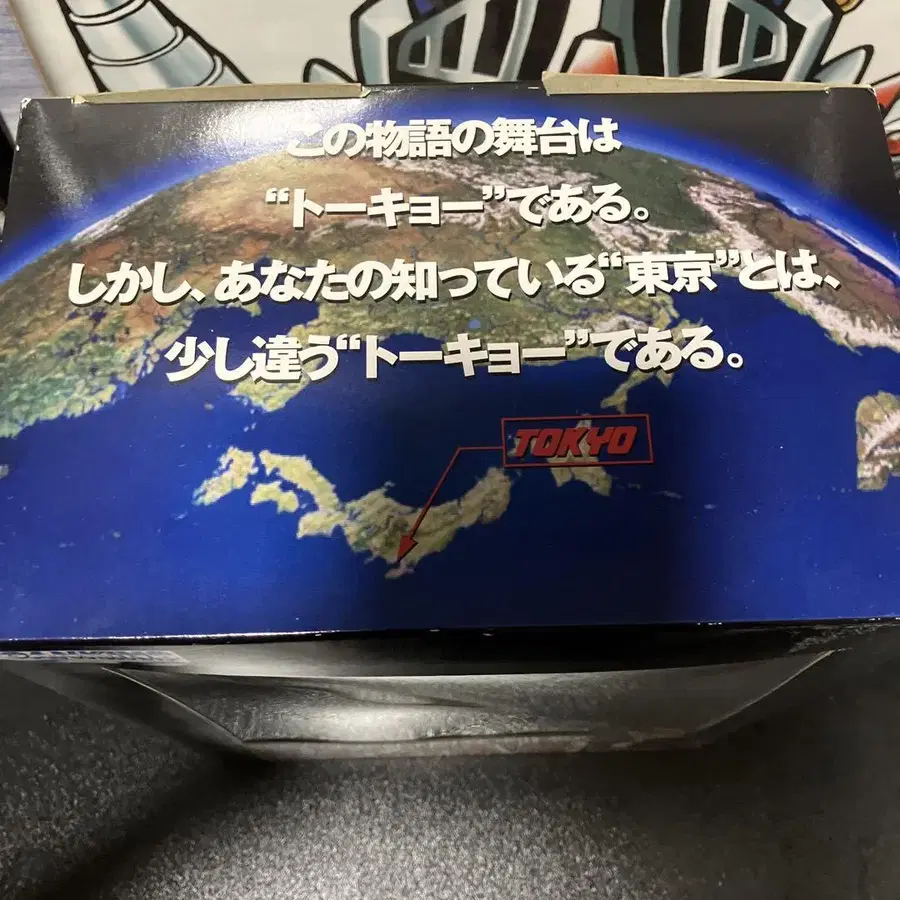 この物語の舞台は
“トーキョー”である。
しかし、あなたの知っている“東京”とは、
少し違う“トーキョー”である。
TOKYO